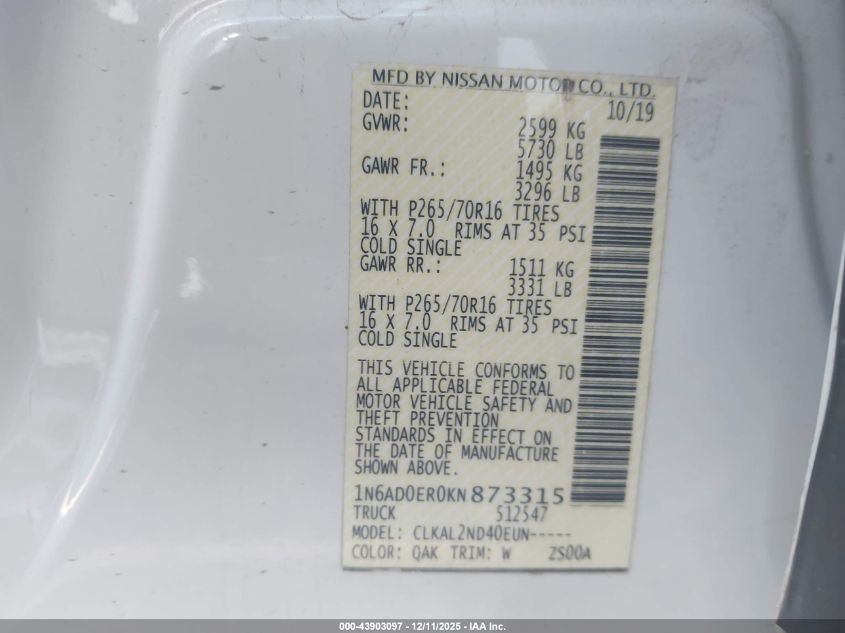 MFD BY NISSAN MOTOR CO., LTD.
DATE: 10/19
GVWR: 2599 KG
5730 LB
GAWR FR.: 1495 KG
3296 LB
WITH P265/70R16 TIRES
16 X 7.0 RIMS AT 35 PSI
COLD SINGLE
GAWR RR.: 1511 KG
3331 LB
WITH P265/70R16 TIRES
16 X 7.0 RIMS AT 35 PSI
COLD SINGLE
THIS VEHICLE CONFORMS TO
ALL APPLICABLE FEDERAL
MOTOR VEHICLE SAFETY AND
THEFT PREVENTION
STANDARDS IN EFFECT ON
THE DATE OF MANUFACTURE
SHOWN ABOVE.
1N6AD0ER0KN873315
TRUCK 512547
MODEL: CLKAL2ND40EUN-----
COLOR: QAK TRIM: W ZS00A
000-43903097 - 12/11/2025 - IAA Inc.